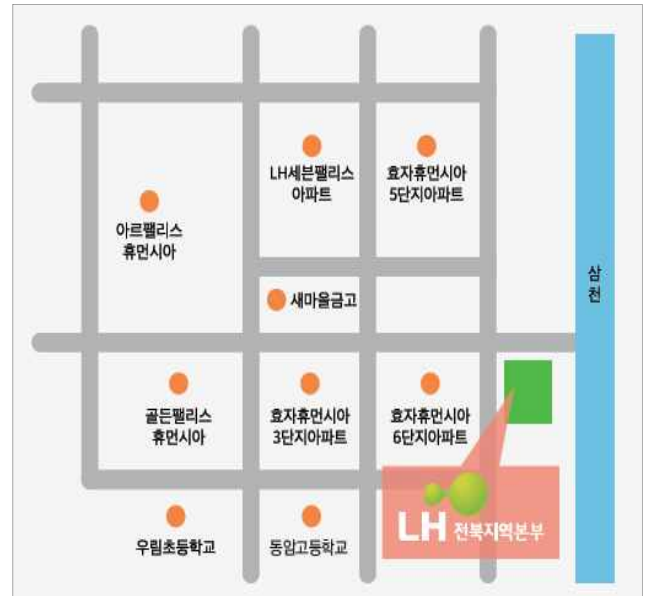 LH세븐팰리스
아파트
효자휴먼시아
5단지아파트
아르팰리스
휴먼시아
삼
천
새마을금고
골든팰리스
휴먼시아
효자휴먼시아
3단지아파트
효자휴먼시아
6단지아파트
LH 전북지역본부
우림초등학교
동암고등학교